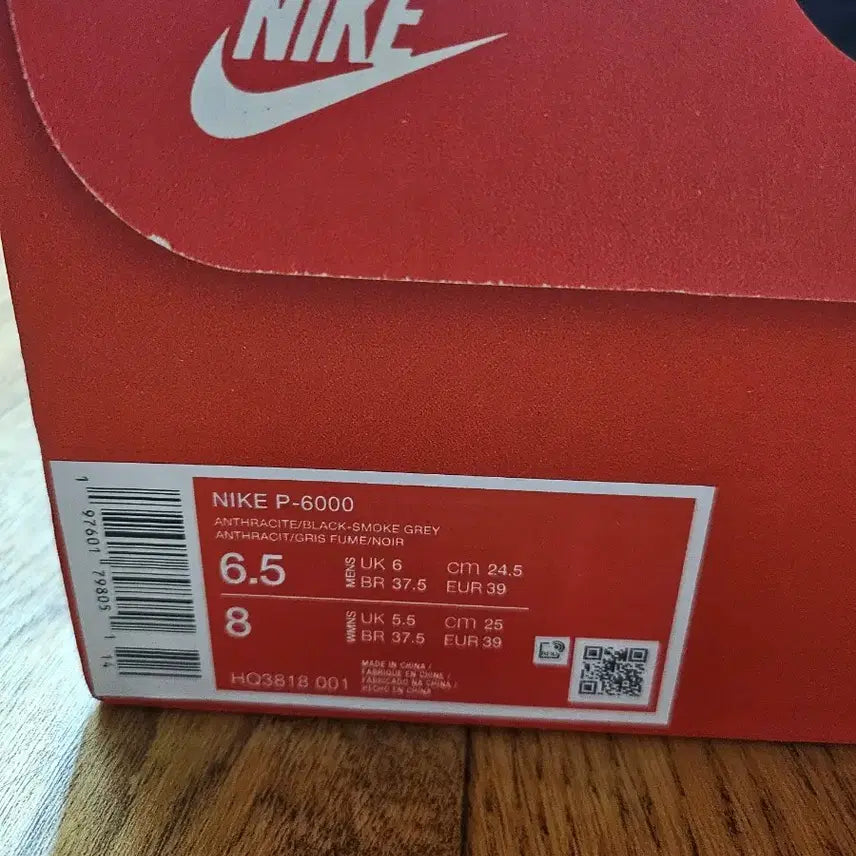 NIKE
NIKE P-6000
ANTHRACITE/BLACK-SMOKE GREY
ANTHRACIT/GRIS FUME/NOIR
6.5 MENS UK 6 cm 24.5
BR 37.5 EUR 39
8 WMNS UK 5.5 cm 25
BR 37.5 EUR 39
HQ3818 001
MADE IN CHINA /
FABRIQUE EN CHINE /
FABRICADO NA CHINA /
HECHO EN CHINA
1 97601 79805 1
14